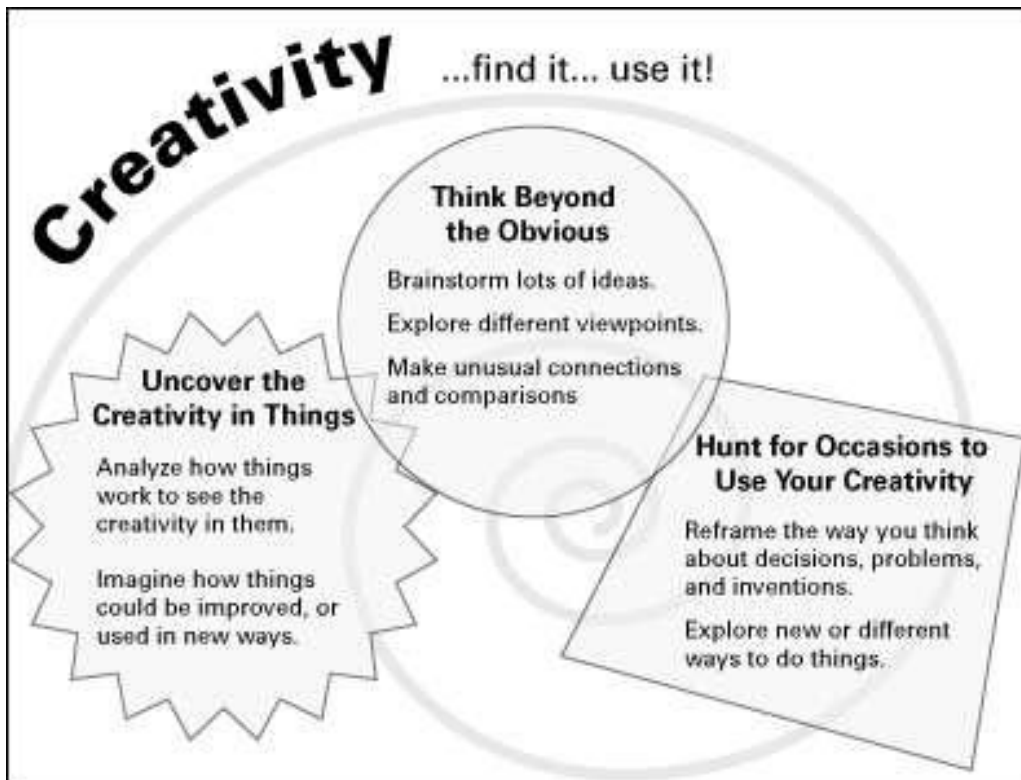 Creativity ...find it... use it!
Think Beyond
the Obvious
Brainstorm lots of ideas.
Explore different viewpoints.
Make unusual connections
and comparisons
Uncover the
Creativity in Things
Analyze how things
work to see the
creativity in them.
Imagine how things
could be improved, or
used in new ways.
Hunt for Occasions to
Use Your Creativity
Reframe the way you think
about decisions, problems,
and inventions.
Explore new or different
ways to do things.